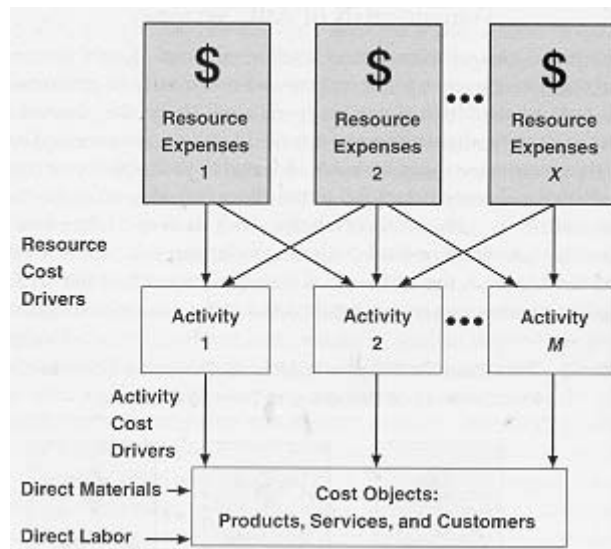 $
Resource
Expenses
1
$
Resource
Expenses
2
•••
$
Resource
Expenses
X
Resource
Cost
Drivers
Activity
1
Activity
2
•••
Activity
M
Activity
Cost
Drivers
Direct Materials
Cost Objects:
Products, Services, and Customers
Direct Labor